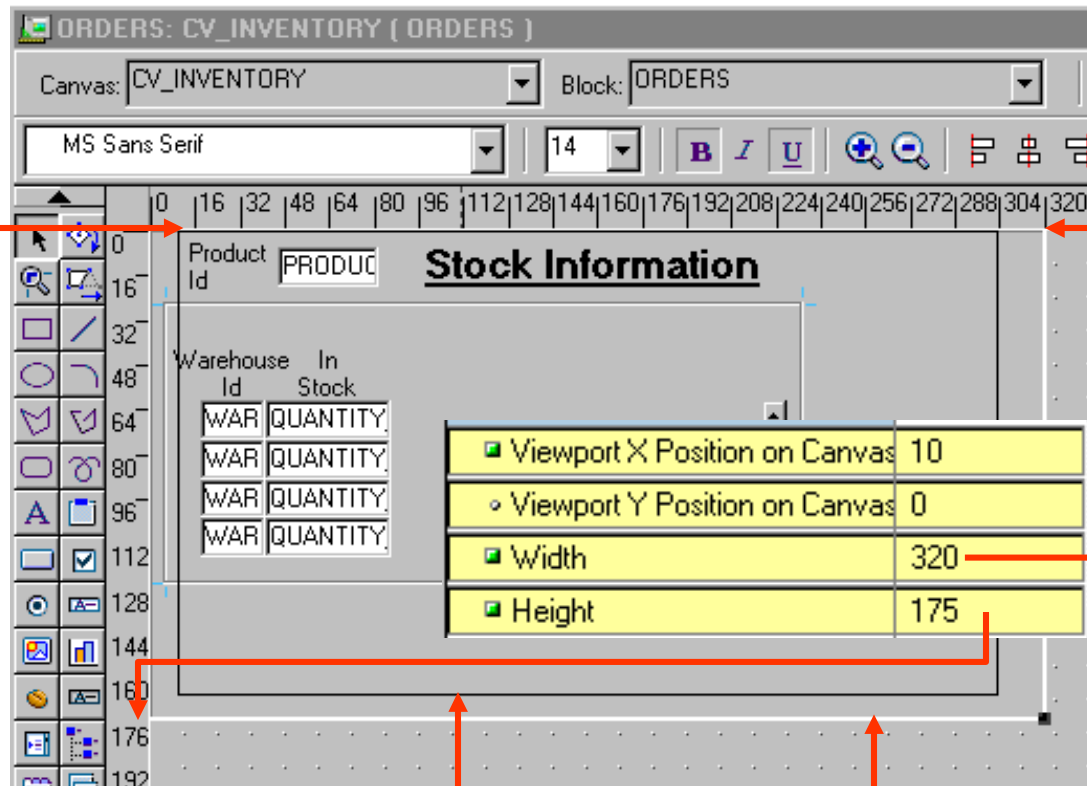 ORDERS: CV_INVENTORY ( ORDERS )
Canvas: CV_INVENTORY Block: ORDERS
MS Sans Serif 14 B I U
0 16 32 48 64 80 96 112 128 144 160 176 192 208 224 240 256 272 288 304 320
0
16
32
48
64
80
96
112
128
144
160
176
192
Product
Id
PRODUC
Stock Information
Warehouse In
Id Stock
WAR QUANTITY
WAR QUANTITY
WAR QUANTITY
WAR QUANTITY
Viewport X Position on Canvas 10
Viewport Y Position on Canvas 0
Width 320
Height 175
A